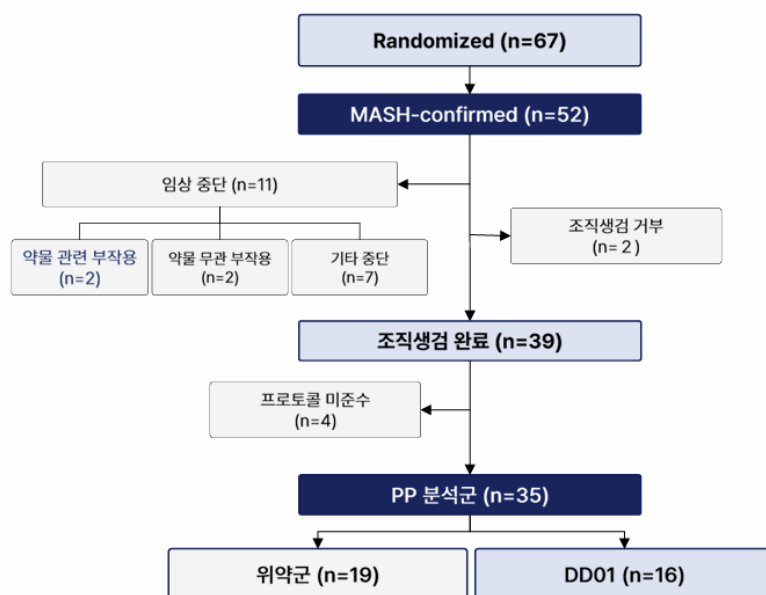 Randomized (n=67)
MASH-confirmed (n=52)
임상 중단 (n=11)
조직생검 거부
(n= 2 )
약물 관련 부작용
(n=2)
약물 무관 부작용
(n=2)
기타 중단
(n=7)
조직생검 완료 (n=39)
프로토콜 미준수
(n=4)
PP 분석군 (n=35)
위약군 (n=19)
DD01 (n=16)